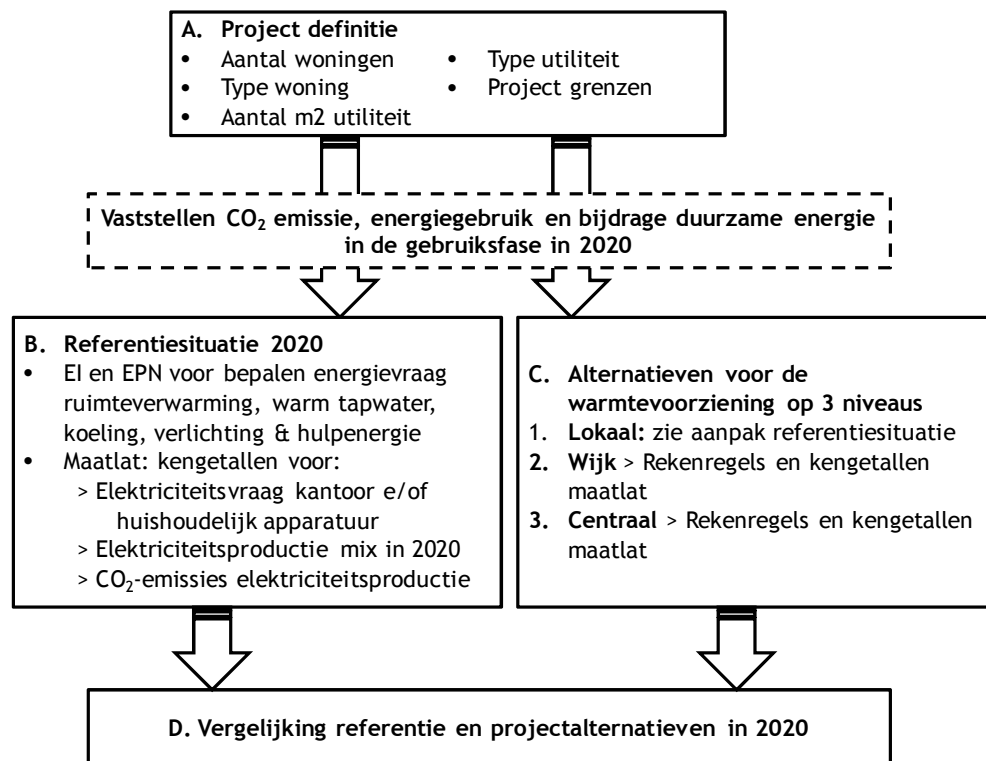 A. Project definitie
• Aantal woningen
• Type woning
• Aantal m2 utiliteit
• Type utiliteit
• Project grenzen
Vaststellen CO₂ emissie, energiegebruik en bijdrage duurzame energie
in de gebruiksfase in 2020
B. Referentiesituatie 2020
• EI en EPN voor bepalen energievraag
ruimteverwarming, warm tapwater,
koeling, verlichting & hulpenergie
• Maatlat: kengetallen voor:
> Elektriciteitsvraag kantoor e/of
huishoudelijk apparatuur
> Elektriciteitsproductie mix in 2020
> CO₂-emissies elektriciteitsproductie
C. Alternatieven voor de
warmtevoorziening op 3 niveaus
1. Lokaal: zie aanpak referentiesituatie
2. Wijk > Rekenregels en kengetallen
maatlat
3. Centraal > Rekenregels en kengetallen
maatlat
D. Vergelijking referentie en projectalternatieven in 2020